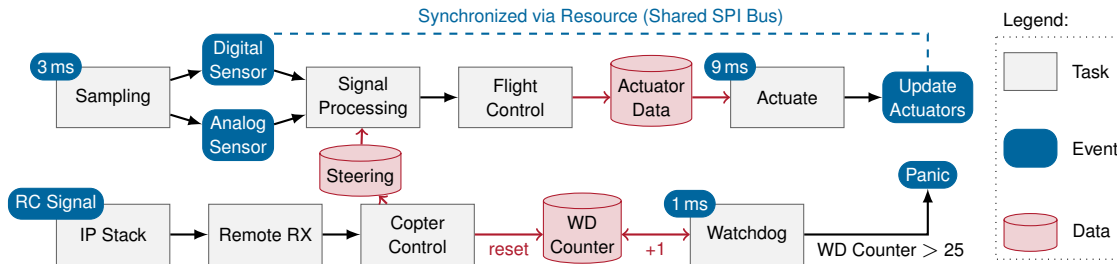 Synchronized via Resource (Shared SPI Bus)
Legend:
3 ms
Sampling
Digital
Sensor
Analog
Sensor
Signal
Processing
Flight
Control
Actuator
Data
9 ms
Actuate
Update
Actuators
Task
Event
Data
Steering
RC Signal
IP Stack
Remote RX
Copter
Control
reset
WD
Counter
+1
1 ms
Watchdog
Panic
WD Counter > 25